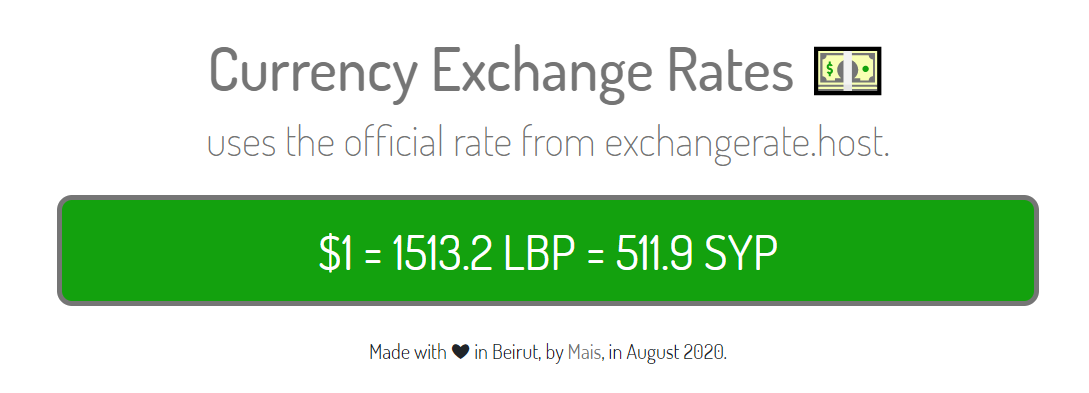 Currency Exchange Rates
uses the official rate from exchangerate.host.
$1 = 1513.2 LBP = 511.9 SYP
Made with ♥ in Beirut, by Mais, in August 2020.